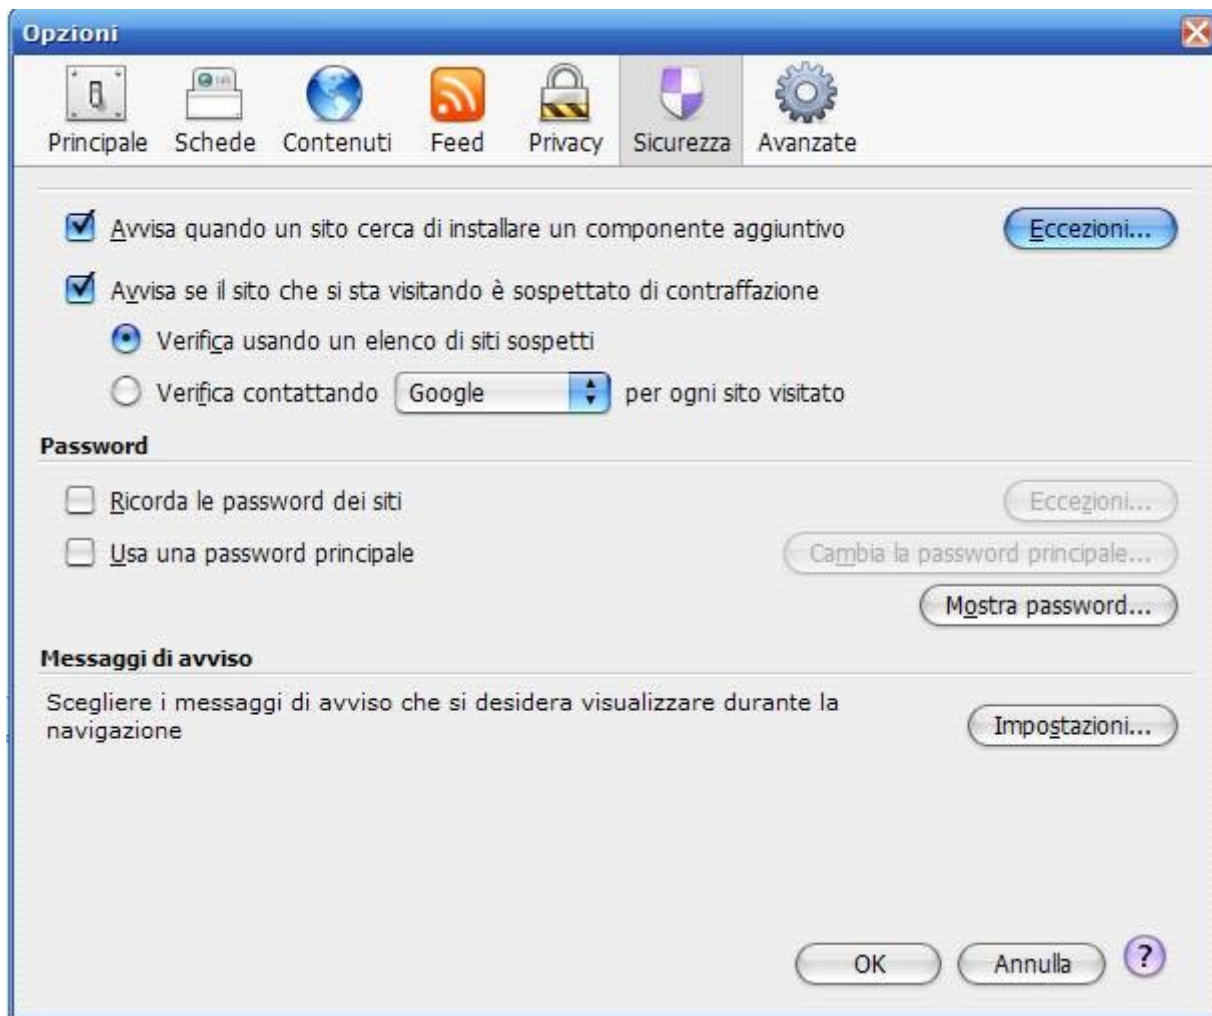 Opzioni
Principale Schede Contenuti Feed Privacy Sicurezza Avanzate
Avvisa quando un sito cerca di installare un componente aggiuntivo Eccezioni...
Avvisa se il sito che si sta visitando è sospettato di contraffazione
Verifica usando un elenco di siti sospetti
Verifica contattando Google per ogni sito visitato
Password
Ricorda le password dei siti Eccezioni...
Usa una password principale Cambia la password principale...
Mostra password...
Messaggi di avviso
Scegliere i messaggi di avviso che si desidera visualizzare durante la
navigazione Impostazioni...
OK Annulla ?